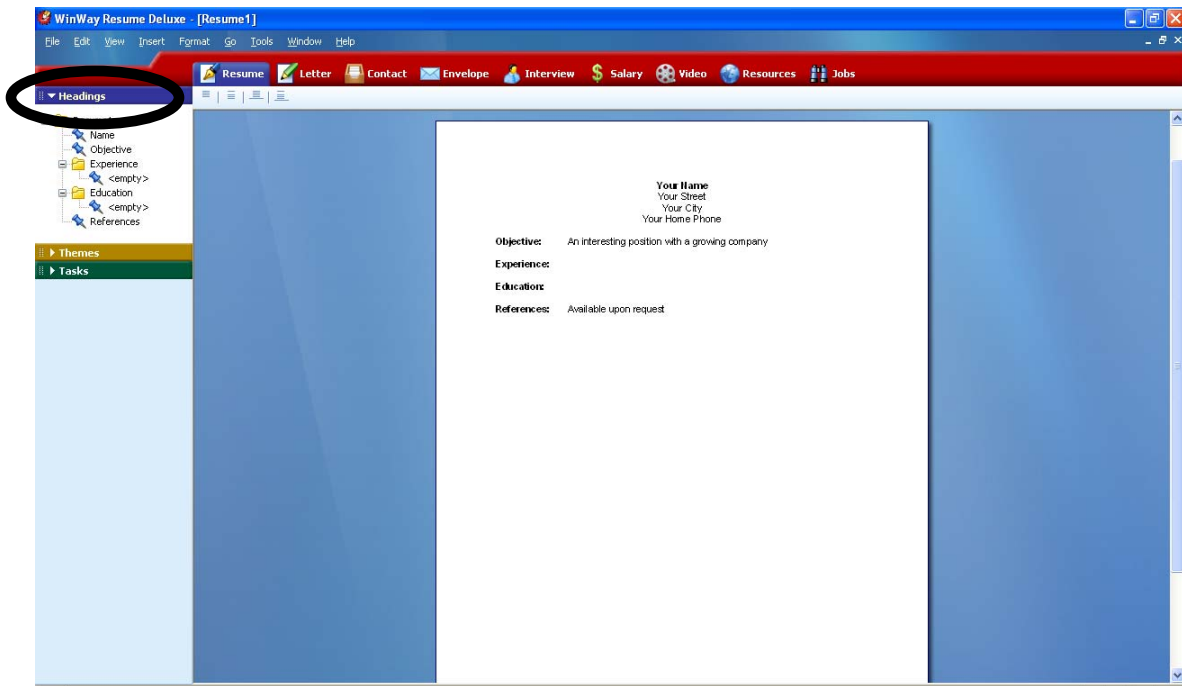 WinWay Resume Deluxe - [Resume1]
File Edit View Insert Format Go Tools Window Help
Resume Letter Contact Envelope Interview $ Salary Video Resources Jobs
Headings
Name
Objective
Experience
<empty>
Education
<empty>
References
Themes
Tasks
Your Name
Your Street
Your City
Your Home Phone
Objective: An interesting position with a growing company
Experience:
Education:
References: Available upon request